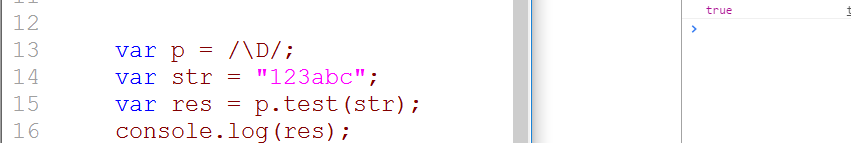 12
13 var p = /\D/;
14 var str = "123abc";
15 var res = p.test(str);
16 console.log(res);
true
>